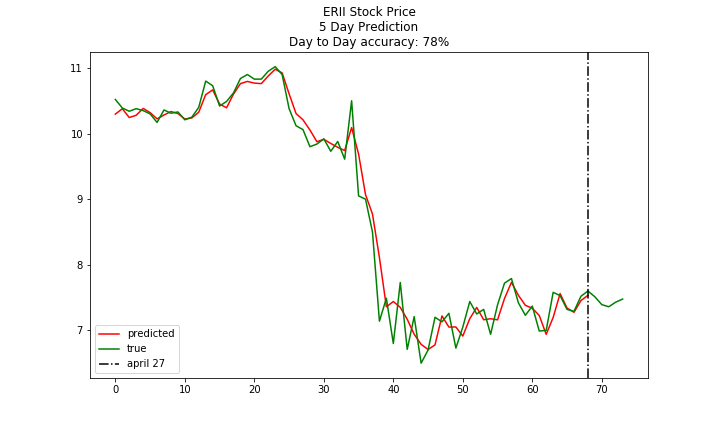 ERII Stock Price
5 Day Prediction
Day to Day accuracy: 78%
11
10
9
8
7
predicted
true
april 27
0 10 20 30 40 50 60 70